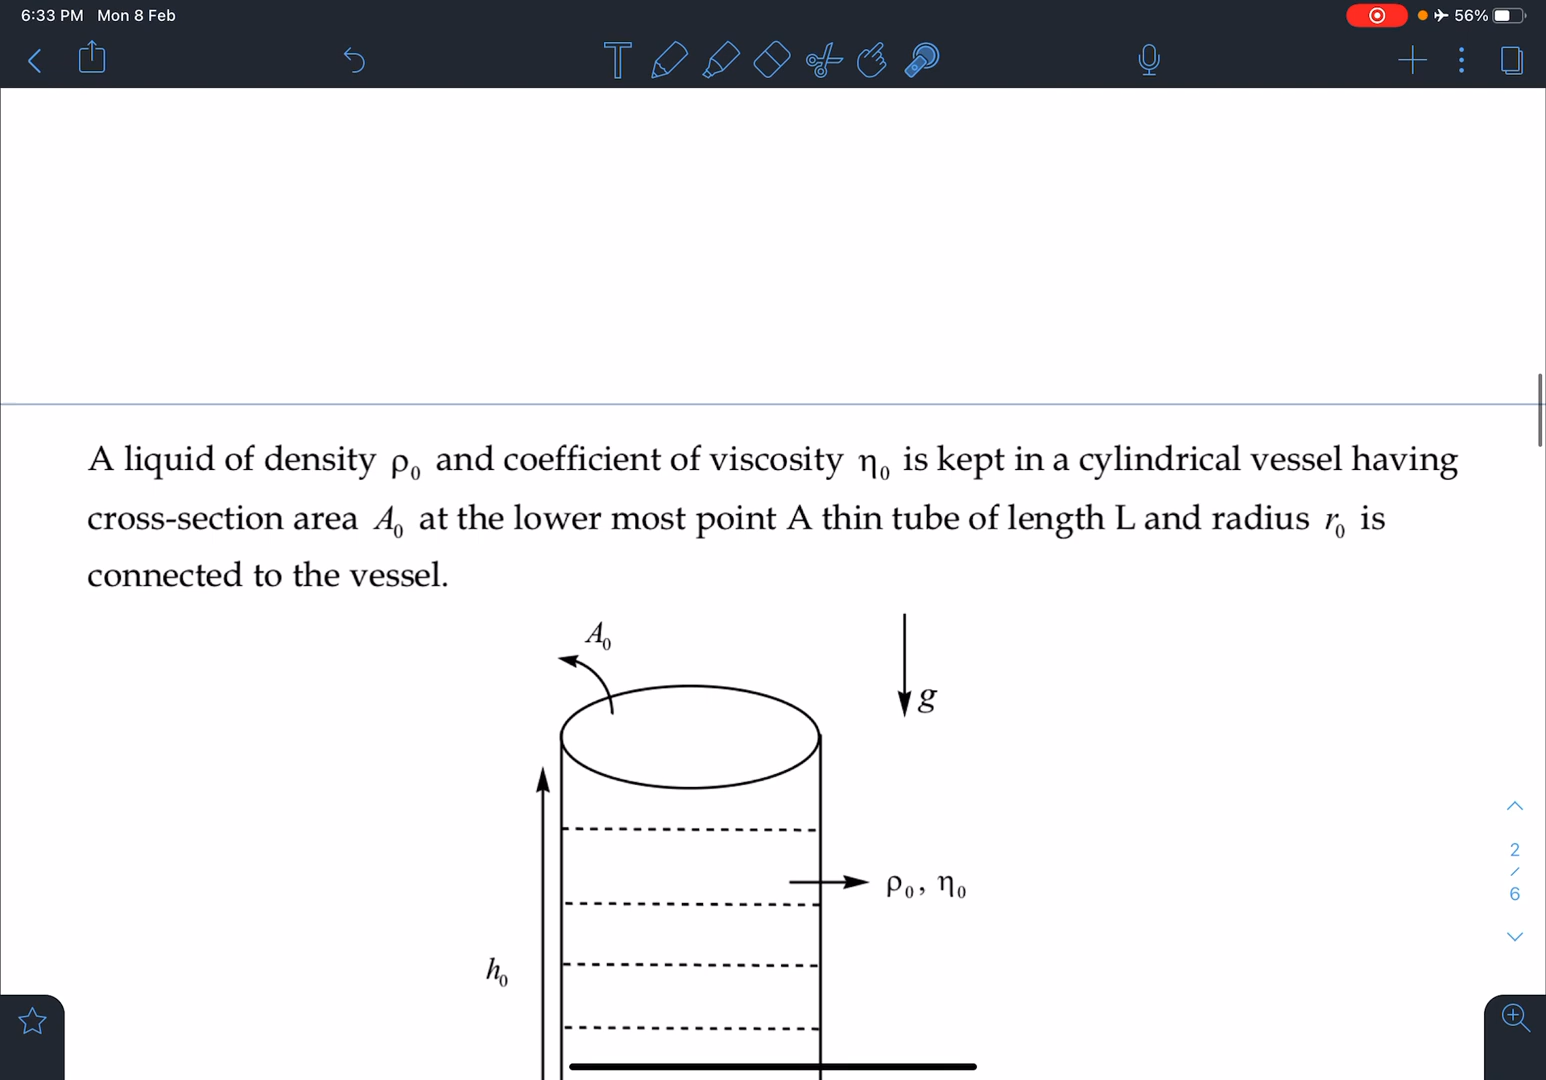 6:33 PM Mon 8 Feb
56%
T
A liquid of density ρ₀ and coefficient of viscosity η₀ is kept in a cylindrical vessel having
cross-section area A₀ at the lower most point A thin tube of length L and radius r₀ is
connected to the vessel.
A₀
g
ρ₀, η₀
h₀
2
/
6